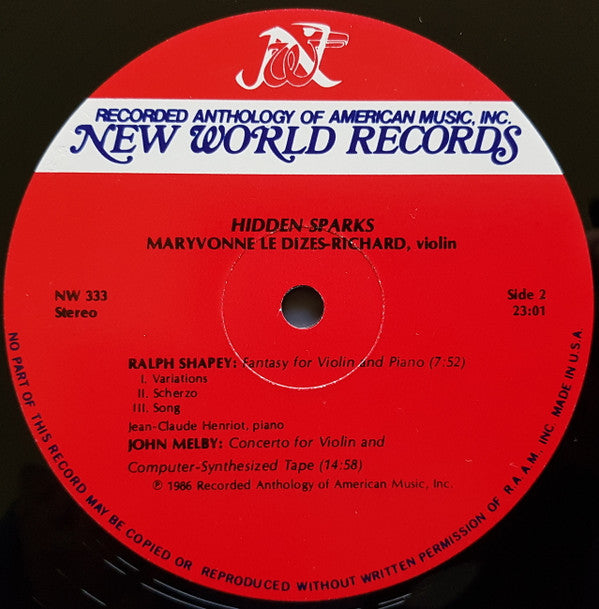 RECORDED ANTHOLOGY OF AMERICAN MUSIC, INC.
NEW WORLD RECORDS
HIDDEN SPARKS
MARYVONNE LE DIZES-RICHARD, violin
NW 333
Stereo
Side 2
23:01
RALPH SHAPEY: Fantasy for Violin and Piano (7:52)
I. Variations
II. Scherzo
III. Song
Jean-Claude Henriot, piano
JOHN MELBY: Concerto for Violin and
Computer-Synthesized Tape (14:58)
℗ 1986 Recorded Anthology of American Music, Inc.
NO PART OF THIS RECORD MAY BE COPIED OR REPRODUCED WITHOUT WRITTEN PERMISSION OF R.A.A.M. INC MADE IN U.S.A.